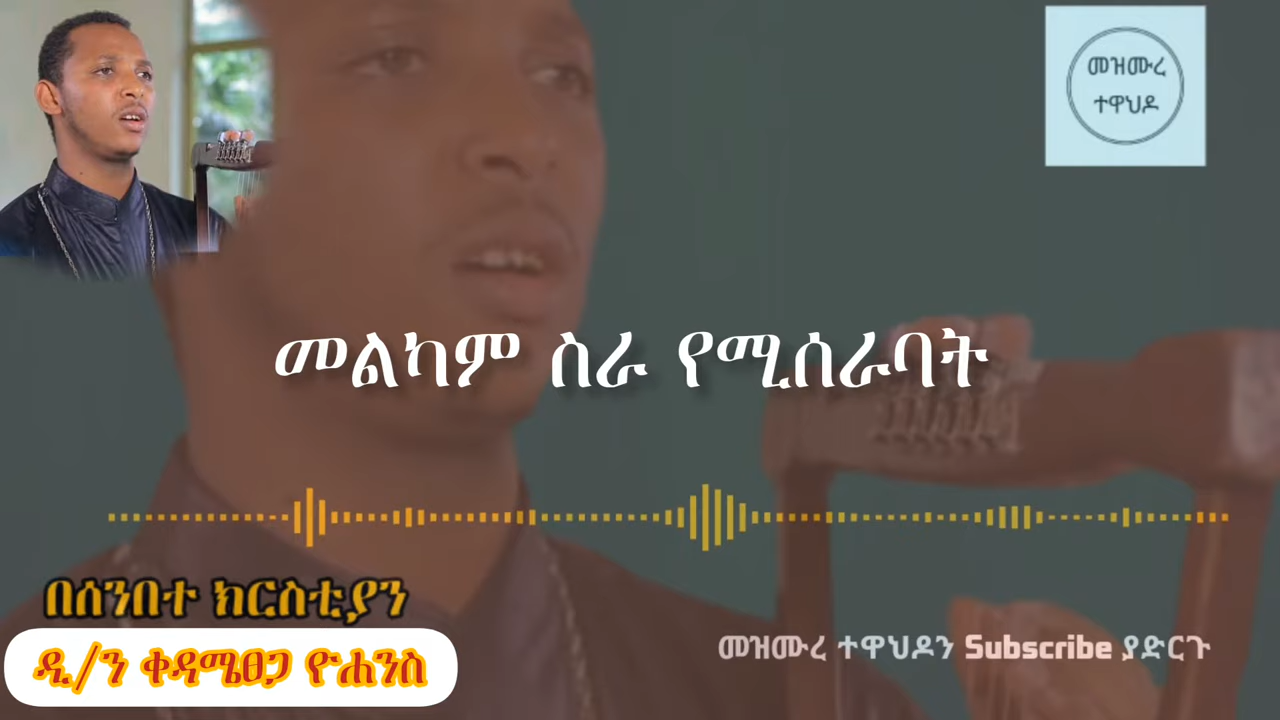 መዝሙረ
ተዋህዶ
መልካም ስራ የሚሰራባት
በሰንበተ ክርስቲያን
ዲ/ን ቀዳሜፀጋ ዮሐንስ
መዝሙረ ተዋህዶን Subscribe ያድርጉ